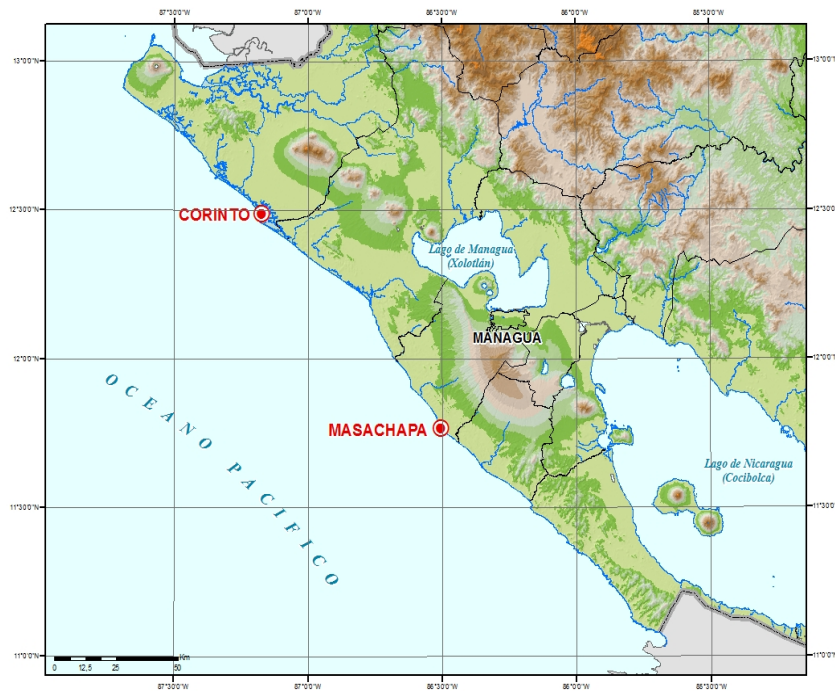 87°30'0"W 87°0'0"W 86°30'0"W 86°0'0"W 85°30'0"W
13°0'0"N 13°0'0"N
12°30'0"N 12°30'0"N
CORINTO
Lago de Managua
(Xolotlán)
MANAGUA
12°0'0"N 12°0'0"N
OCEANO PACIFICO
MASACHAPA
Lago de Nicaragua
(Cocibolca)
11°30'0"N 11°30'0"N
11°0'0"N 11°0'0"N
Km
0 12,5 25 50
87°30'0"W 87°0'0"W 86°30'0"W 86°0'0"W 85°30'0"W